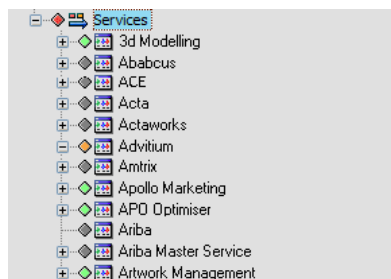 Services
3d Modelling
Ababcus
ACE
Acta
Actaworks
Advitium
Amtrix
Apollo Marketing
APO Optimiser
Ariba
Ariba Master Service
Artwork Management